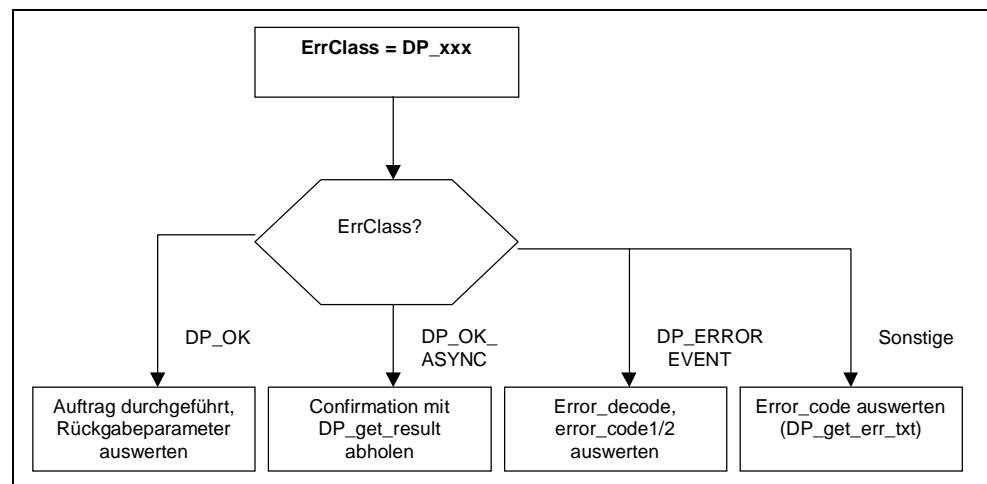 ErrClass = DP_xxx
ErrClass?
DP_OK
DP_OK_
ASYNC
DP_ERROR
EVENT
Sonstige
Auftrag durchgeführt,
Rückgabeparameter
auswerten
Confirmation mit
DP_get_result
abholen
Error_decode,
error_code1/2
auswerten
Error_code auswerten
(DP_get_err_txt)